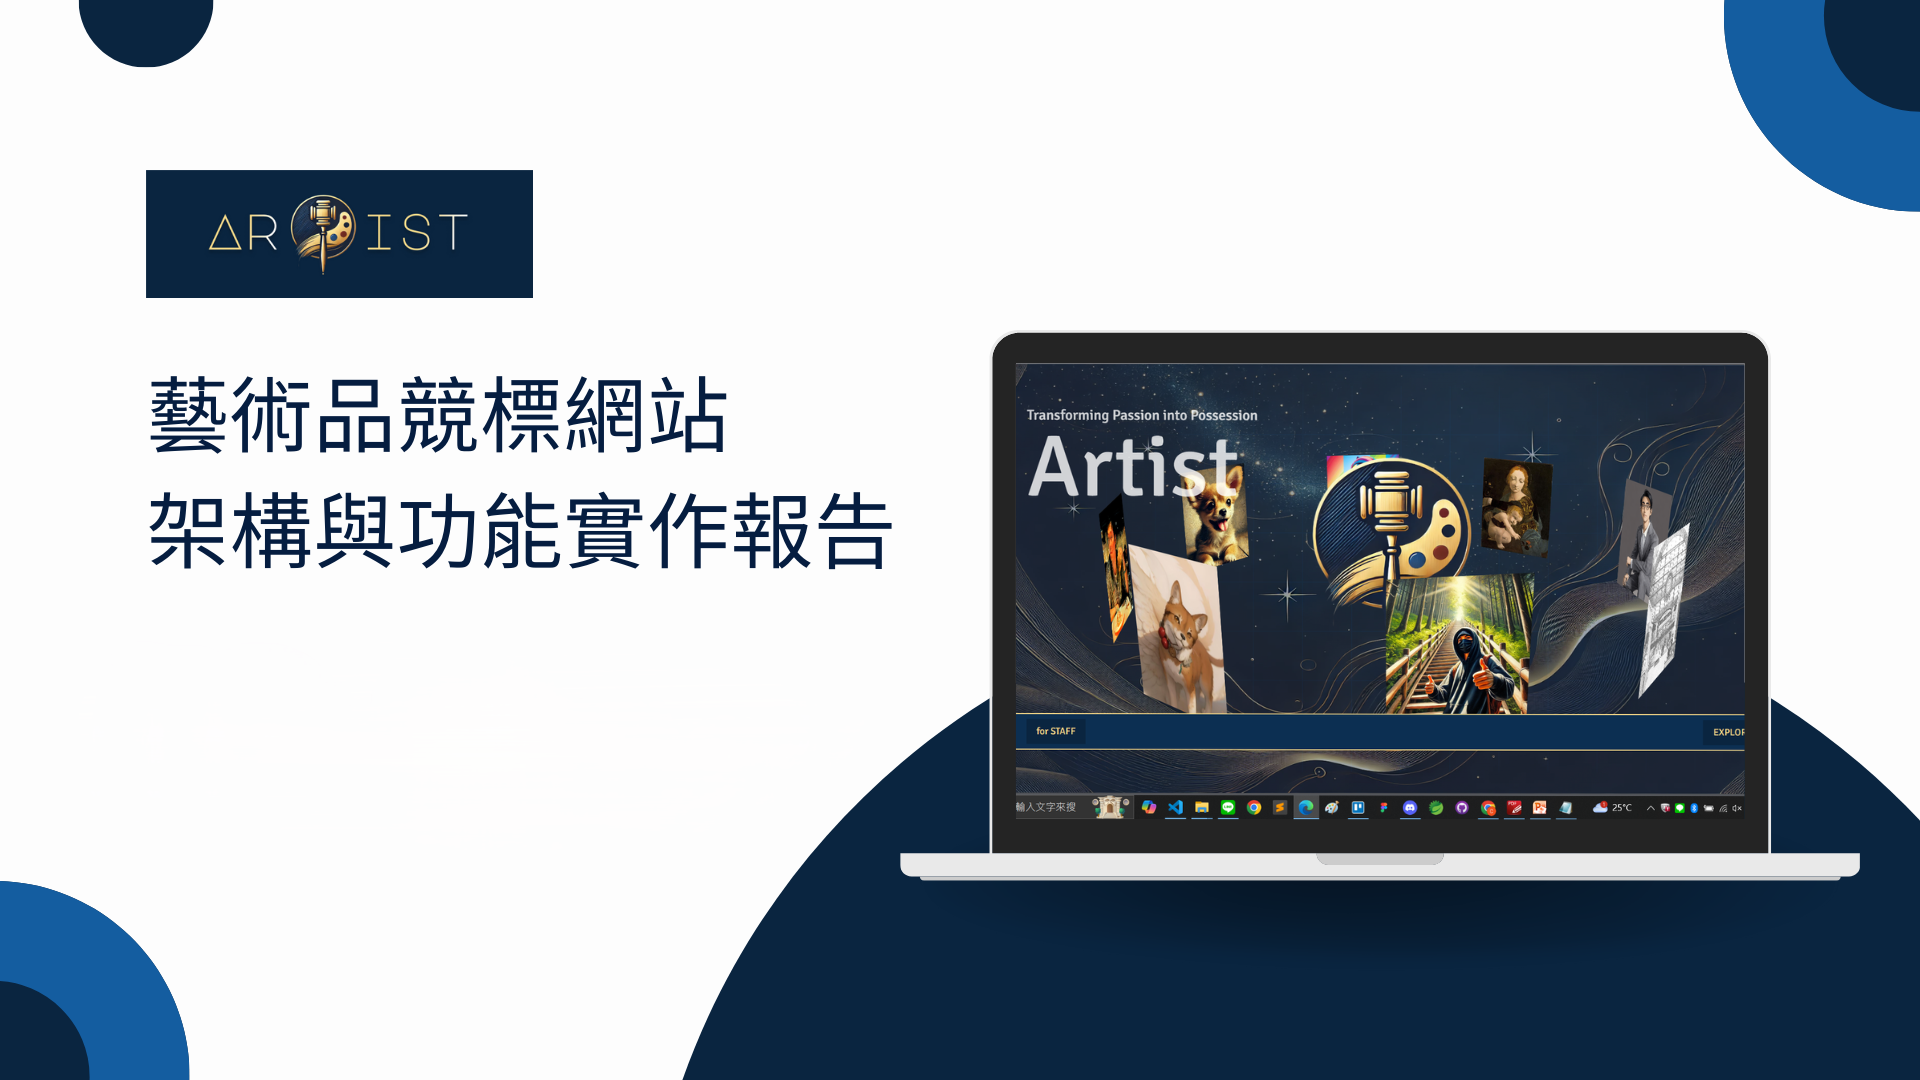 ARTIST
藝術品競標網站
架構與功能實作報告
Transforming Passion into Possession
Artist
for STAFF
EXPLOR
輸入文字來搜
25°C